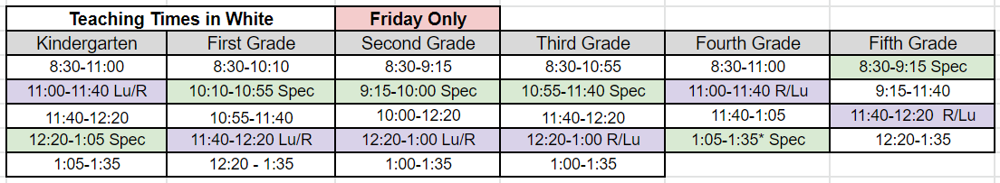 Teaching Times in White Friday Only
Kindergarten First Grade Second Grade Third Grade Fourth Grade Fifth Grade
8:30-11:00 8:30-10:10 8:30-9:15 8:30-10:55 8:30-11:00 8:30-9:15 Spec
11:00-11:40 Lu/R 10:10-10:55 Spec 9:15-10:00 Spec 10:55-11:40 Spec 11:00-11:40 R/Lu 9:15-11:40
11:40-12:20 10:55-11:40 10:00-12:20 11:40-12:20 11:40-1:05 11:40-12:20 R/Lu
12:20-1:05 Spec 11:40-12:20 Lu/R 12:20-1:00 Lu/R 12:20-1:00 R/Lu 1:05-1:35* Spec 12:20-1:35
1:05-1:35 12:20 - 1:35 1:00-1:35 1:00-1:35